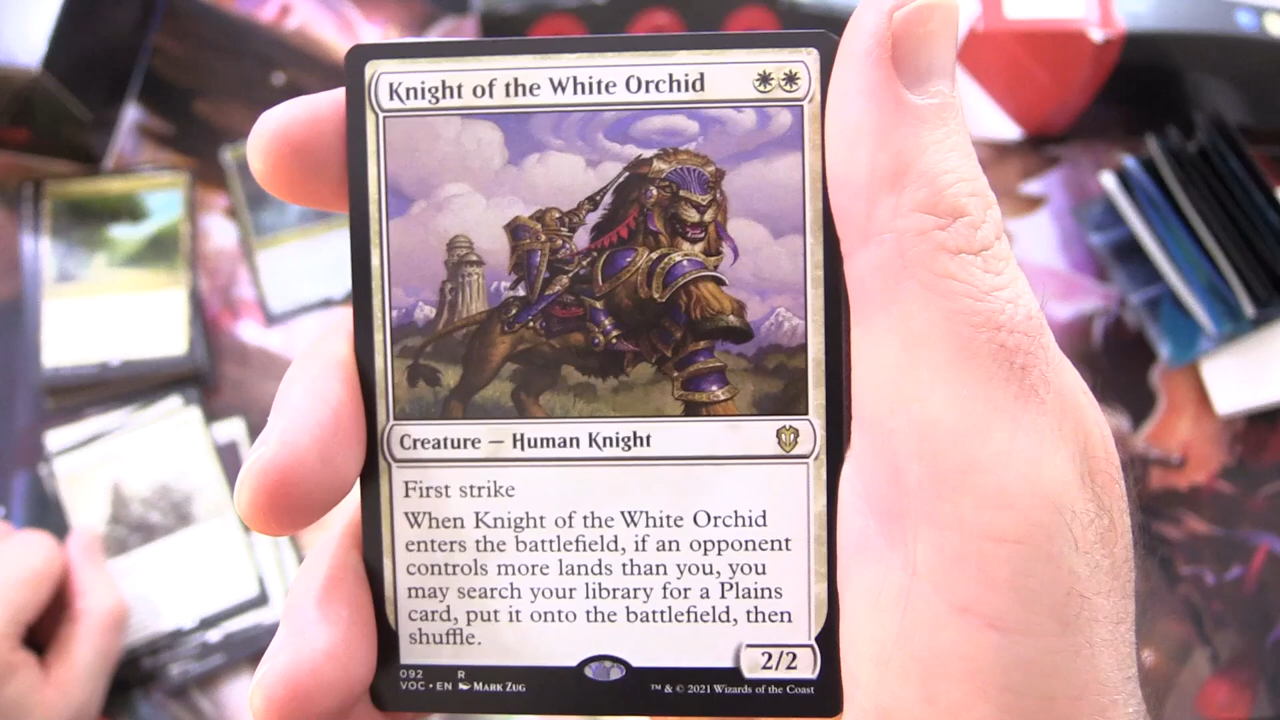 Knight of the White Orchid
Creature — Human Knight
First strike
When Knight of the White Orchid
enters the battlefield, if an opponent
controls more lands than you, you
may search your library for a Plains
card, put it onto the battlefield, then
shuffle.
2/2
092 R
VOC • EN Mark Zug
™ & © 2021 Wizards of the Coast